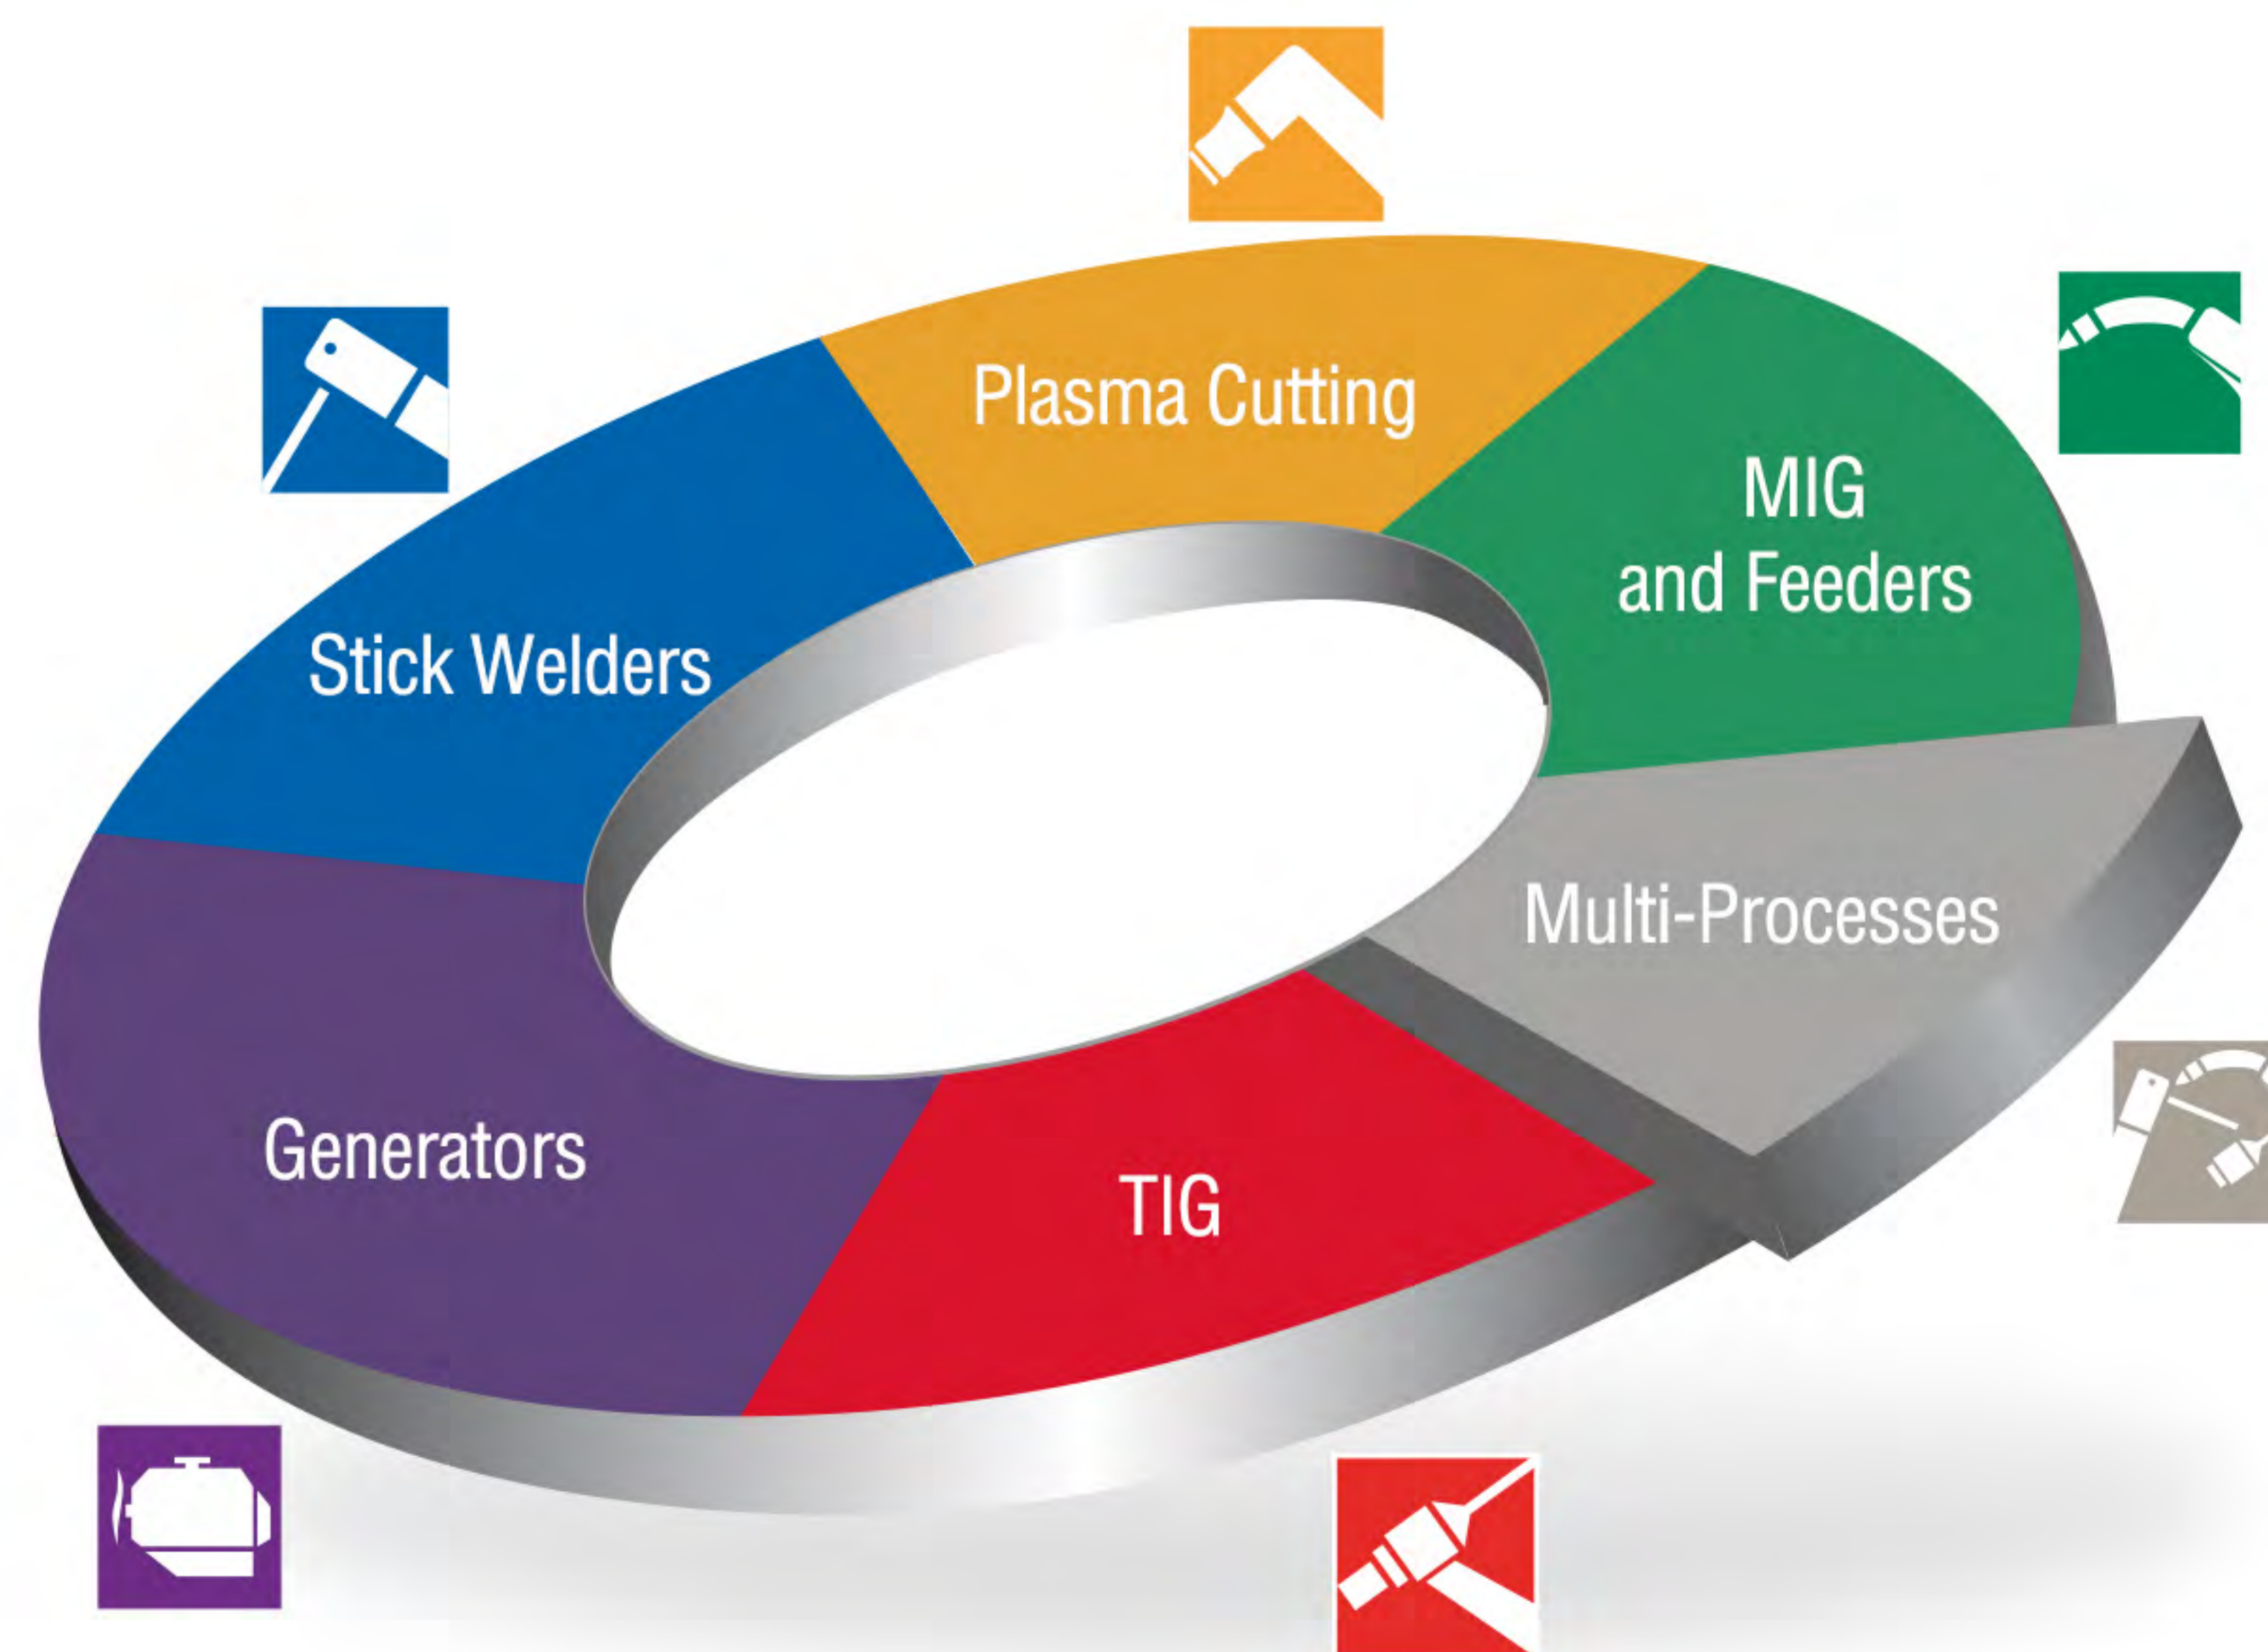 Plasma Cutting
MIG
and Feeders
Stick Welders
Multi-Processes
Generators
TIG